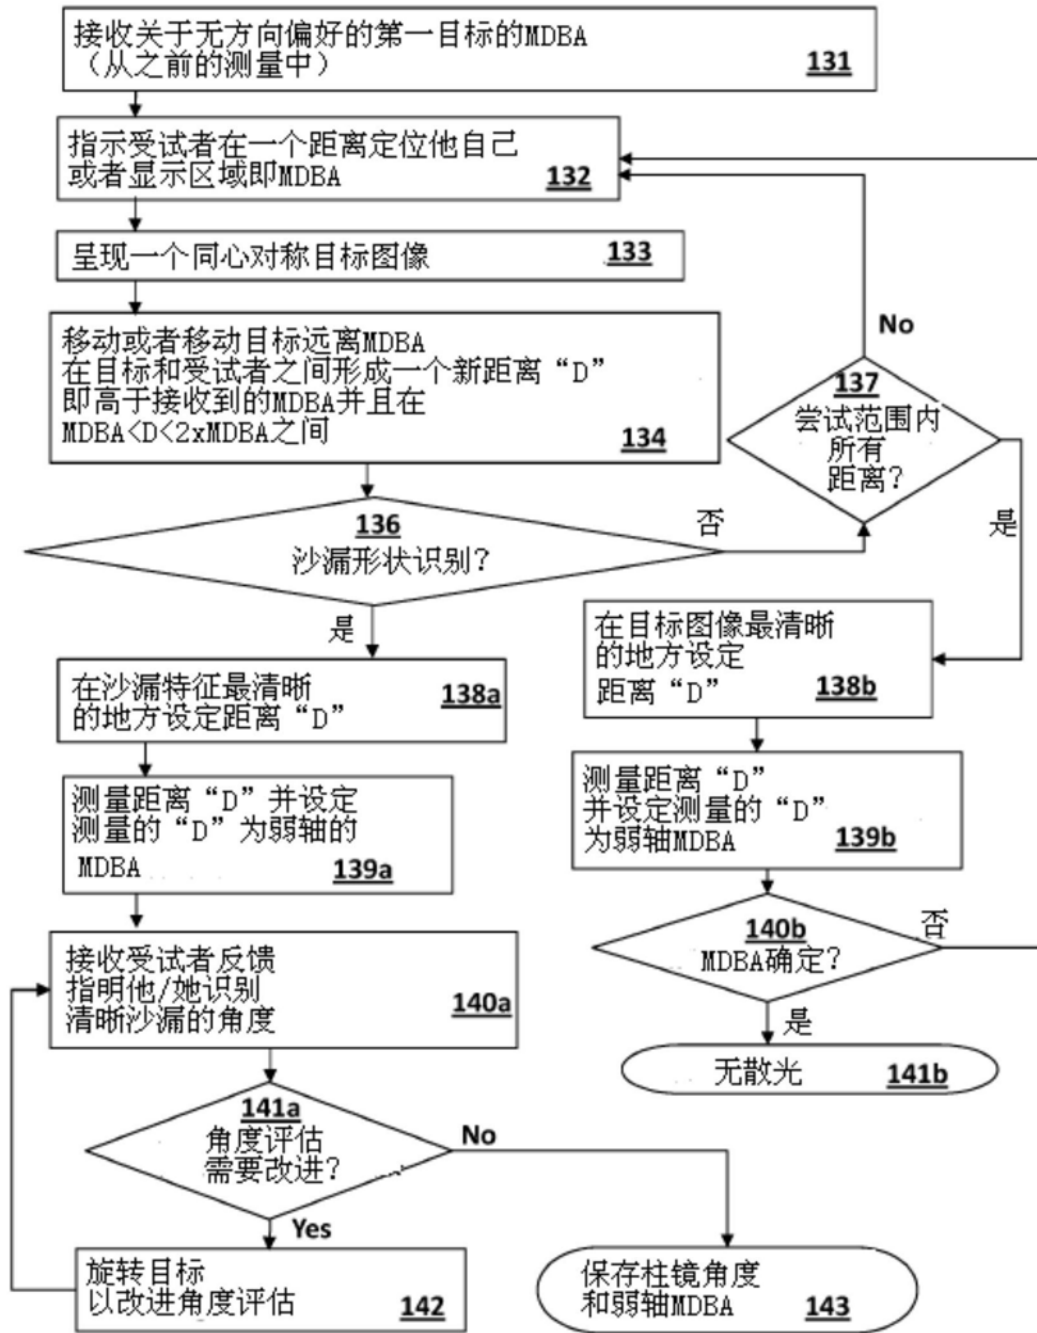 接收关于无方向偏好的第一目标的MDBA
（从之前的测量中）
131
指示受试者在一个距离定位他自己
或者显示区域即MDBA
132
呈现一个同心对称目标图像
133
移动或者移动目标远离MDBA
在目标和受试者之间形成一个新距离“D”
即高于接收到的MDBA并且在
MDBA<D<2xMDBA之间
134
136
沙漏形状识别？
否
是
No
137
尝试范围内
所有
距离？
是
在沙漏特征最清晰
的地方设定距离“D”
138a
在目标图像最清晰
的地方设定
距离“D”
138b
测量距离“D”并设定
测量的“D”为弱轴的
MDBA
139a
测量距离“D”
并设定测量的“D”
为弱轴MDBA
139b
接收受试者反馈
指明他/她识别
清晰沙漏的角度
140a
140b
MDBA确定？
否
是
无散光
141b
141a
角度评估
需要改进？
No
Yes
旋转目标
以改进角度评估
142
保存柱镜角度
和弱轴MDBA
143